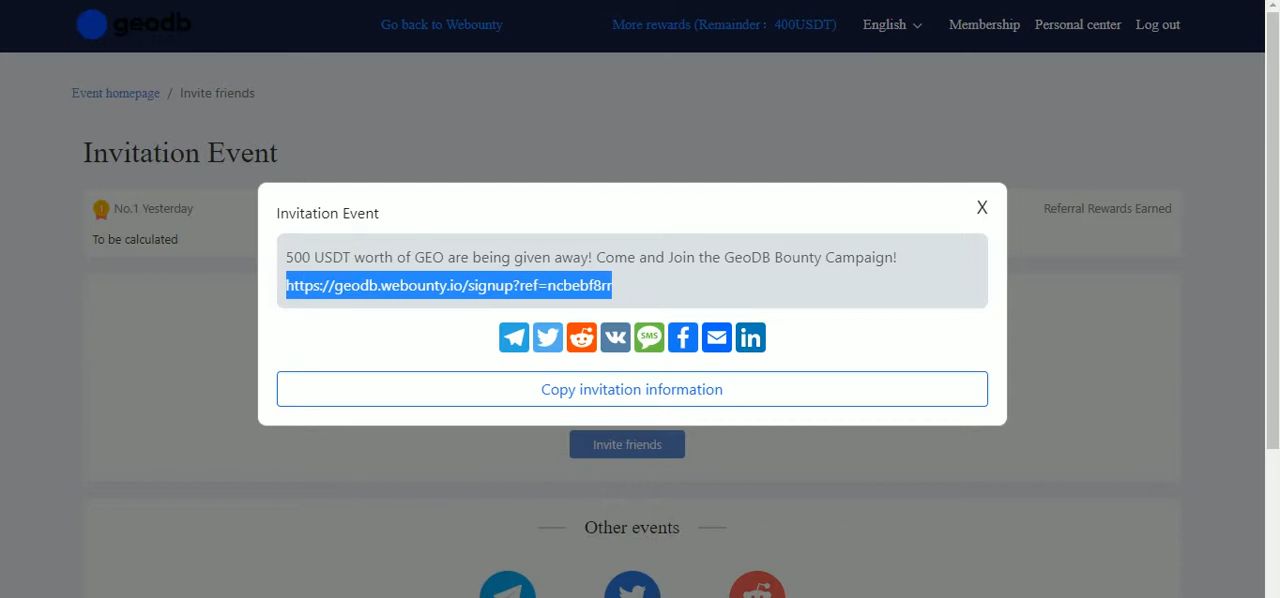 geodb
Go back to Webounty
More rewards (Remainder：400USDT)
English
Membership
Personal center
Log out
Event homepage / Invite friends
Invitation Event
No.1 Yesterday
To be calculated
Referral Rewards Earned
Invitation Event
X
500 USDT worth of GEO are being given away! Come and Join the GeoDB Bounty Campaign!
https://geodb.webounty.io/signup?ref=ncbebf8rr
SMS
Copy invitation information
Invite friends
Other events